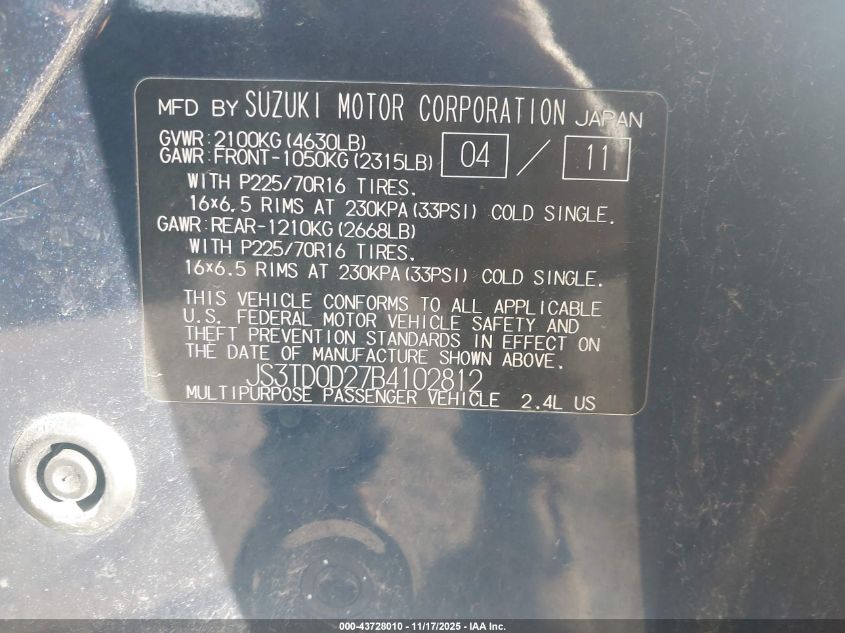 MFD BY SUZUKI MOTOR CORPORATION JAPAN
GVWR:2100KG(4630LB) 04 / 11
GAWR:FRONT-1050KG(2315LB)
WITH P225/70R16 TIRES.
16×6.5 RIMS AT 230KPA(33PSI) COLD SINGLE.
GAWR:REAR-1210KG(2668LB)
WITH P225/70R16 TIRES.
16×6.5 RIMS AT 230KPA(33PSI) COLD SINGLE.
THIS VEHICLE CONFORMS TO ALL APPLICABLE
U.S. FEDERAL MOTOR VEHICLE SAFETY AND
THEFT PREVENTION STANDARDS IN EFFECT ON
THE DATE OF MANUFACTURE SHOWN ABOVE.
JS3TD0D27B4102812
MULTIPURPOSE PASSENGER VEHICLE 2.4L US
000-43728010 - 11/17/2025 - IAA Inc.